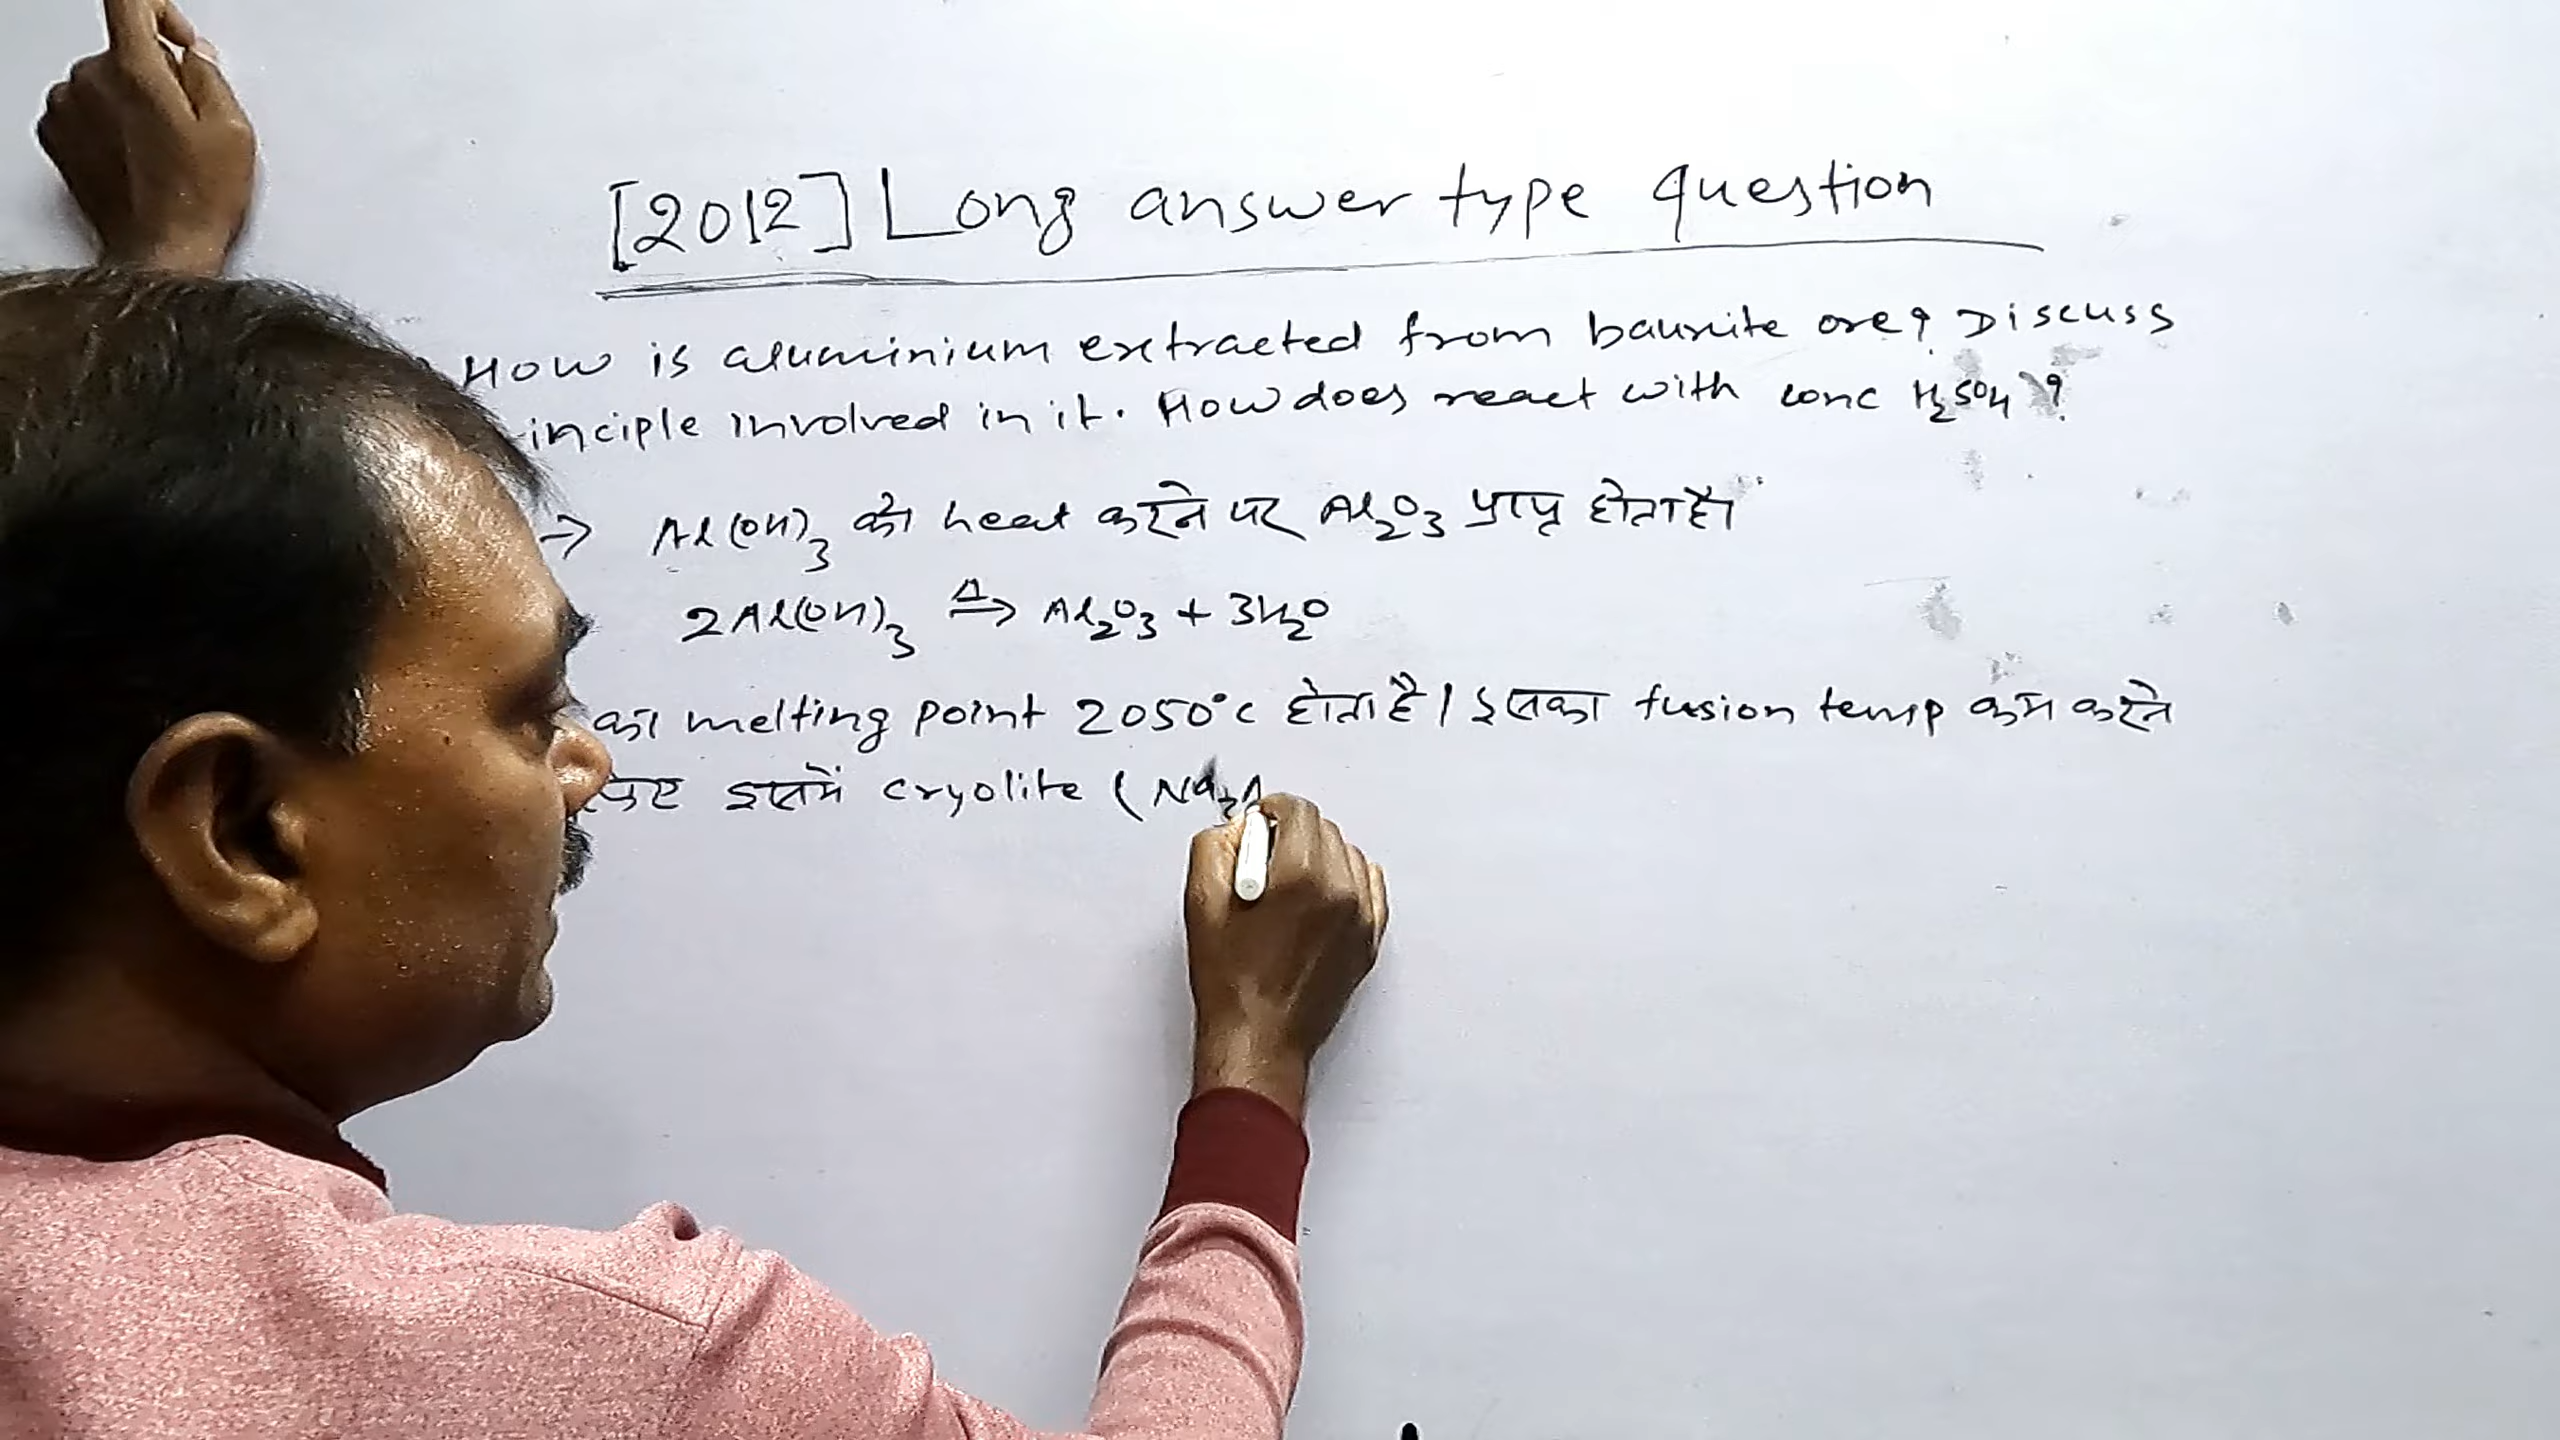 [2012] Long answer type question
How is aluminium extracted from bauxite ore? Discuss
inciple involved in it. How does react with conc H₂SO₄?
→ Al(OH)₃ को heat करने पर Al₂O₃ प्राप्त होता है।
2Al(OH)₃ ⇒ᐃ Al₂O₃ + 3H₂O
का melting point 2050°c होता है। इसका fusion temp कम करने
इसमें cryolite (Na₃A